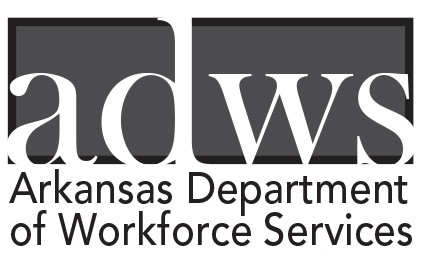 adws
Arkansas Department
of Workforce Services